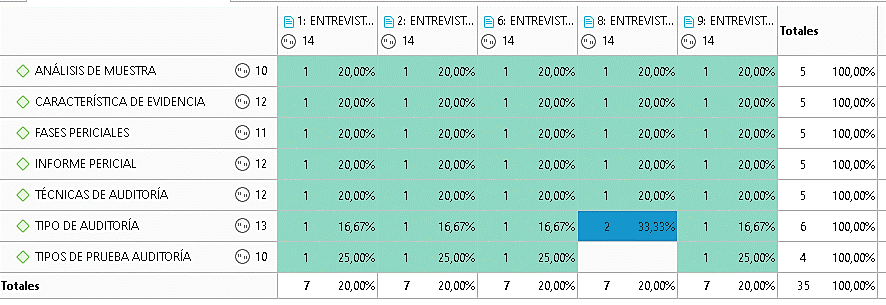 1: ENTREVIST... 2: ENTREVIST... 6: ENTREVIST... 8: ENTREVIST... 9: ENTREVIST... Totales
14 14 14 14 14
ANÁLISIS DE MUESTRA 10 1 20,00% 1 20,00% 1 20,00% 1 20,00% 1 20,00% 5 100,00%
CARACTERÍSTICA DE EVIDENCIA 12 1 20,00% 1 20,00% 1 20,00% 1 20,00% 1 20,00% 5 100,00%
FASES PERICIALES 11 1 20,00% 1 20,00% 1 20,00% 1 20,00% 1 20,00% 5 100,00%
INFORME PERICIAL 12 1 20,00% 1 20,00% 1 20,00% 1 20,00% 1 20,00% 5 100,00%
TÉCNICAS DE AUDITORÍA 12 1 20,00% 1 20,00% 1 20,00% 1 20,00% 1 20,00% 5 100,00%
TIPO DE AUDITORÍA 13 1 16,67% 1 16,67% 1 16,67% 2 33,33% 1 16,67% 6 100,00%
TIPOS DE PRUEBA AUDITORÍA 10 1 25,00% 1 25,00% 1 25,00% 1 25,00% 4 100,00%
Totales 7 20,00% 7 20,00% 7 20,00% 7 20,00% 7 20,00% 35 100,00%